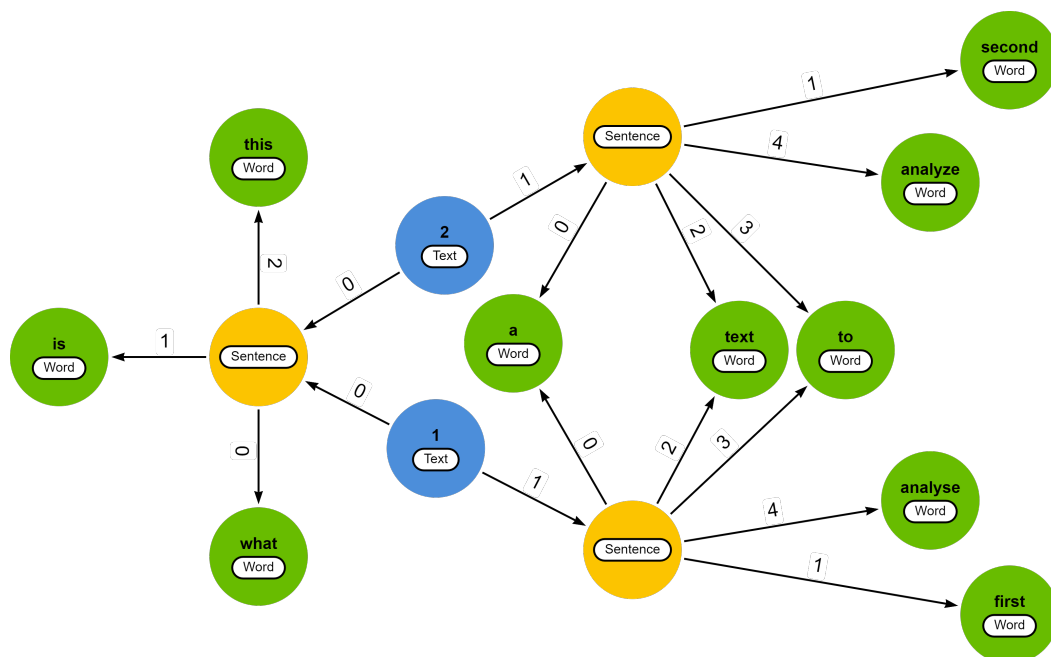 second
Word
1
Sentence
4
analyze
Word
this
Word
1
2
Text
0
2
3
0
2
a
Word
text
Word
to
Word
is
Word
1
Sentence
0
1
Text
0
2
3
0
1
analyse
Word
4
what
Word
Sentence
1
first
Word